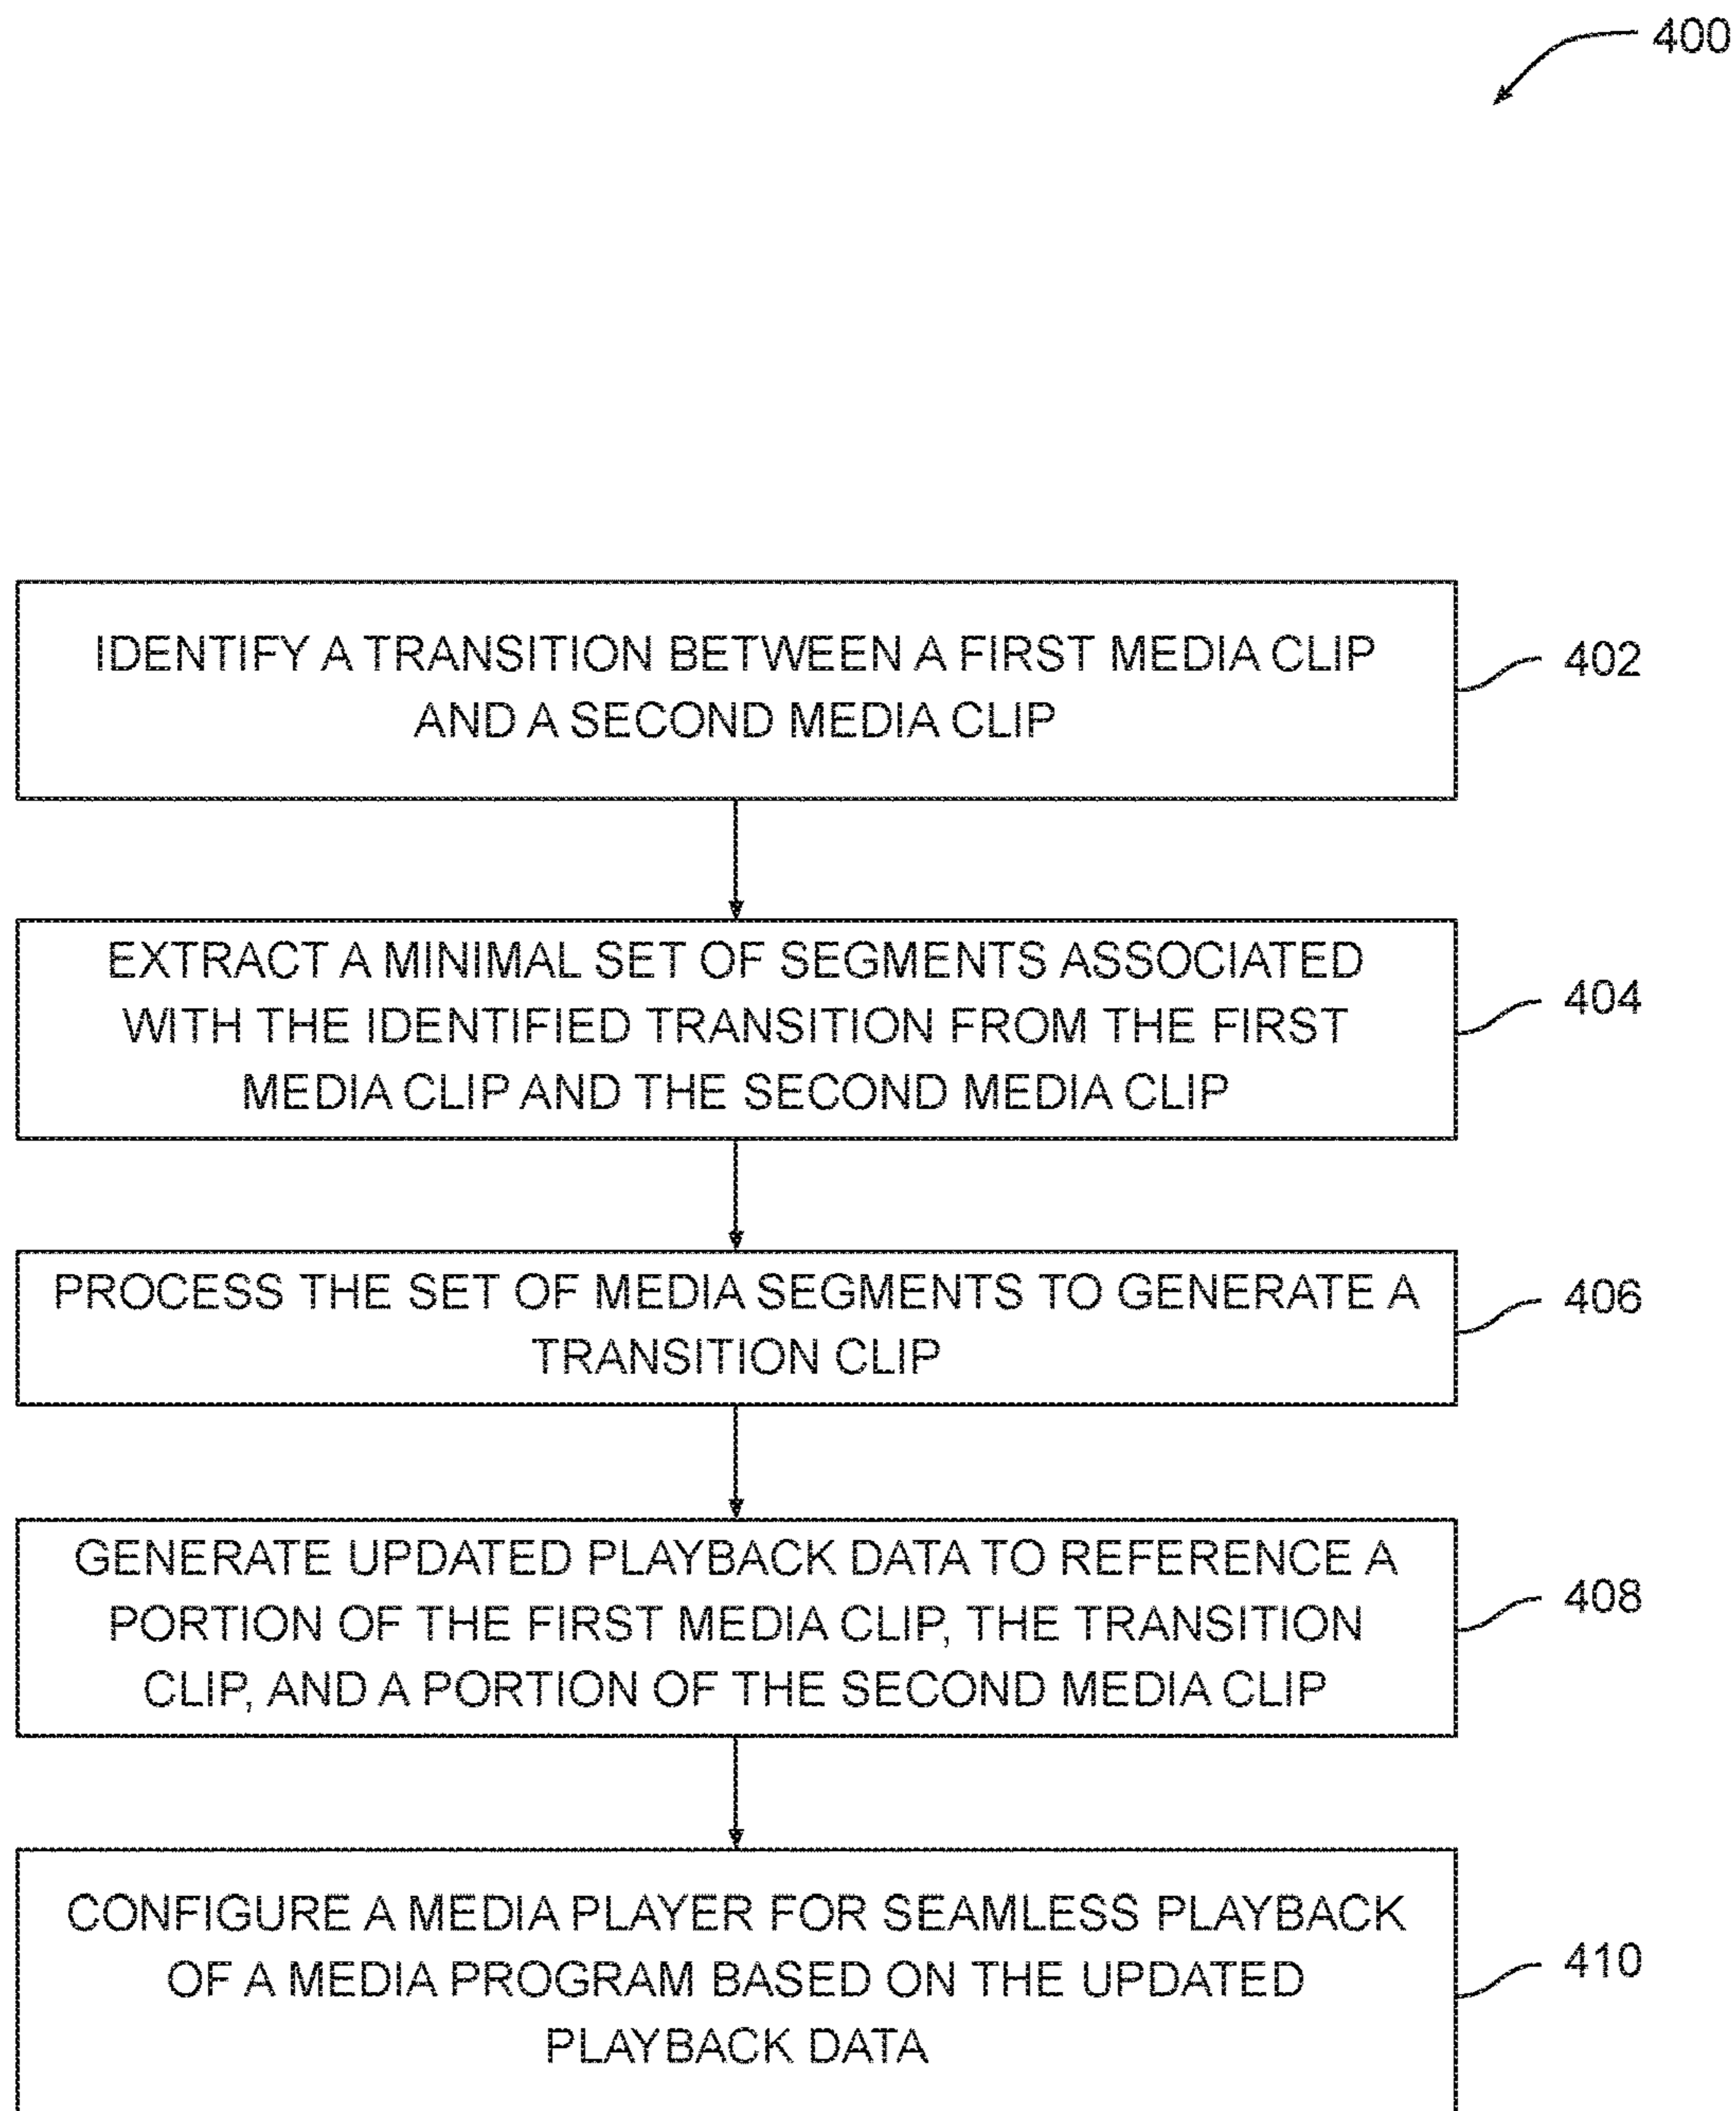 400
IDENTIFY A TRANSITION BETWEEN A FIRST MEDIA CLIP
AND A SECOND MEDIA CLIP
402
EXTRACT A MINIMAL SET OF SEGMENTS ASSOCIATED
WITH THE IDENTIFIED TRANSITION FROM THE FIRST
MEDIA CLIP AND THE SECOND MEDIA CLIP
404
PROCESS THE SET OF MEDIA SEGMENTS TO GENERATE A
TRANSITION CLIP
406
GENERATE UPDATED PLAYBACK DATA TO REFERENCE A
PORTION OF THE FIRST MEDIA CLIP, THE TRANSITION
CLIP, AND A PORTION OF THE SECOND MEDIA CLIP
408
CONFIGURE A MEDIA PLAYER FOR SEAMLESS PLAYBACK
OF A MEDIA PROGRAM BASED ON THE UPDATED
PLAYBACK DATA
410